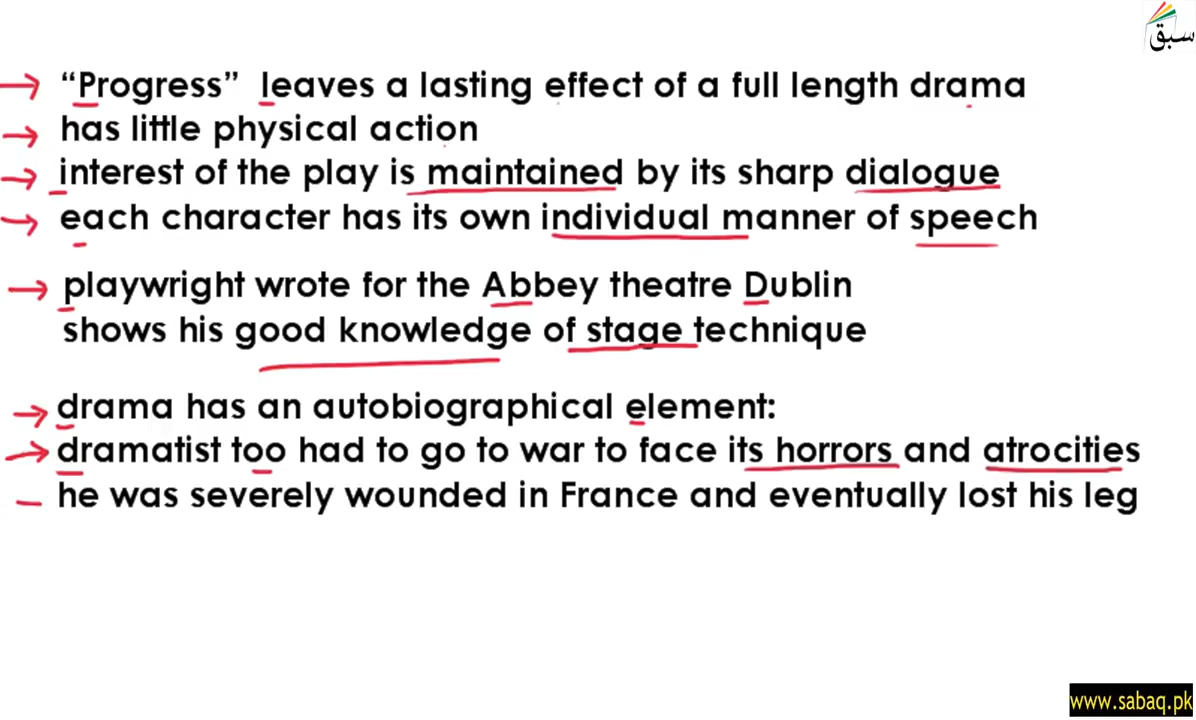 سبق
“Progress” leaves a lasting effect of a full length drama
has little physical action
interest of the play is maintained by its sharp dialogue
each character has its own individual manner of speech
playwright wrote for the Abbey theatre Dublin
shows his good knowledge of stage technique
drama has an autobiographical element:
dramatist too had to go to war to face its horrors and atrocities
he was severely wounded in France and eventually lost his leg
www.sabaq.pk